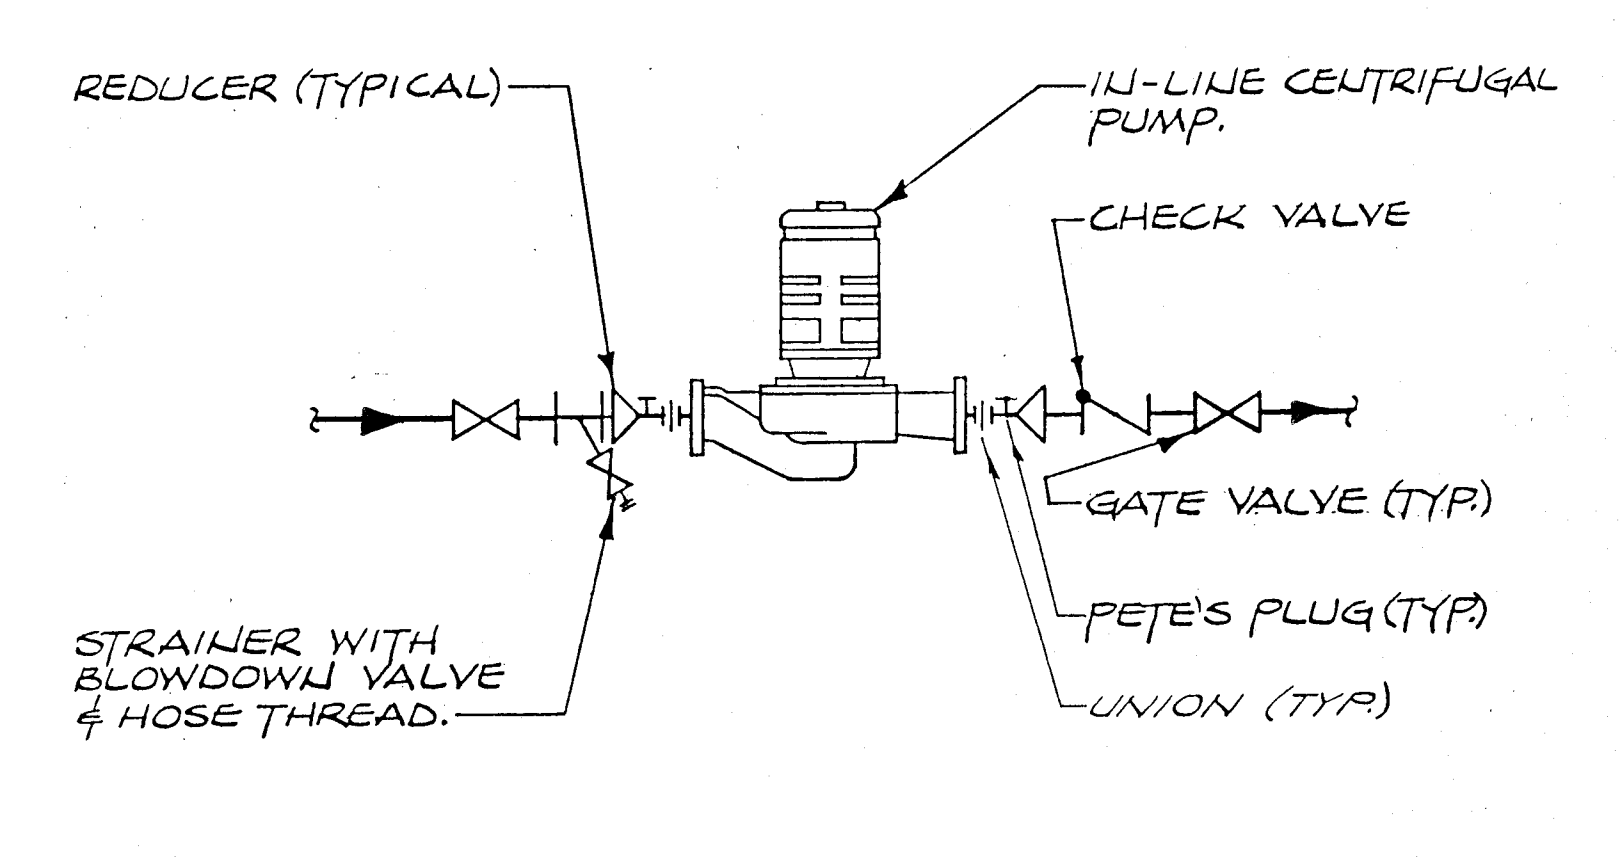 REDUCER (TYPICAL)
IN-LINE CENTRIFUGAL
PUMP.
CHECK VALVE
GATE VALVE (TYP.)
PETE'S PLUG (TYP.)
UNION (TYP.)
STRAINER WITH
BLOWDOWN VALVE
& HOSE THREAD.